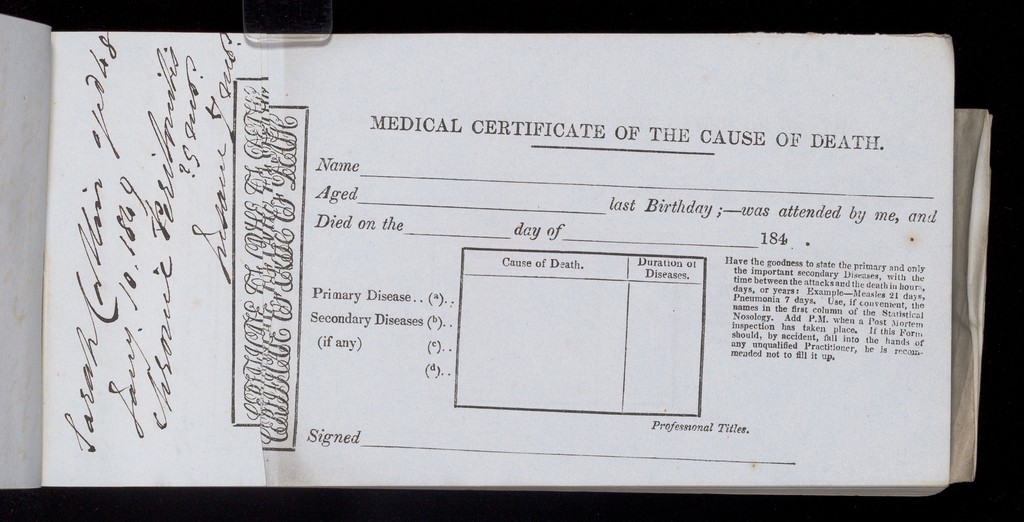 Sarah aged 48
Jany 10. 1849
Chronic Peritonitis
MEDICAL CERTIFICATE OF THE CAUSE OF DEATH.
Name
Aged last Birthday;—was attended by me, and
Died on the day of 184 .
Cause of Death.
Duration of
Diseases.
Primary Disease .. (a) . .
Secondary Diseases (b) . .
(if any) (c) . .
(d) . .
Have the goodness to state the primary and only
the important secondary Diseases, with the
time between the attacks and the death in hours,
days, or years: Example—Measles 21 days,
Pneumonia 7 days. Use, if convenient, the
names in the first column of the Statistical
Nosology. Add P.M. when a Post Mortem
inspection has taken place. If this Form
should, by accident, fall into the hands of
any unqualified Practitioner, he is recom-
mended not to fill it up.
Professional Titles.
Signed